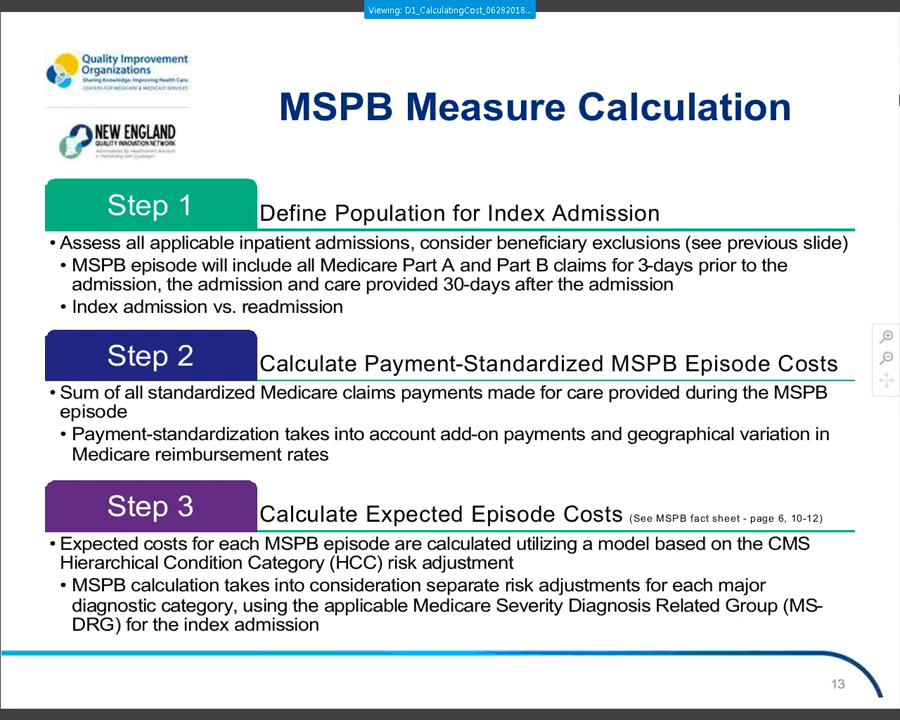 Viewing: D1_CalculatingCost_06282018...
Quality Improvement
Organizations
Sharing Knowledge. Improving Health Care.
CENTERS FOR MEDICARE & MEDICAID SERVICES
NEW ENGLAND
QUALITY INNOVATION NETWORK
MSPB Measure Calculation
Step 1
Define Population for Index Admission
• Assess all applicable inpatient admissions, consider beneficiary exclusions (see previous slide)
• MSPB episode will include all Medicare Part A and Part B claims for 3-days prior to the
admission, the admission and care provided 30-days after the admission
• Index admission vs. readmission
Step 2
Calculate Payment-Standardized MSPB Episode Costs
• Sum of all standardized Medicare claims payments made for care provided during the MSPB
episode
• Payment-standardization takes into account add-on payments and geographical variation in
Medicare reimbursement rates
Step 3
Calculate Expected Episode Costs (See MSPB fact sheet - page 6, 10-12)
• Expected costs for each MSPB episode are calculated utilizing a model based on the CMS
Hierarchical Condition Category (HCC) risk adjustment
• MSPB calculation takes into consideration separate risk adjustments for each major
diagnostic category, using the applicable Medicare Severity Diagnosis Related Group (MS-
DRG) for the index admission
13